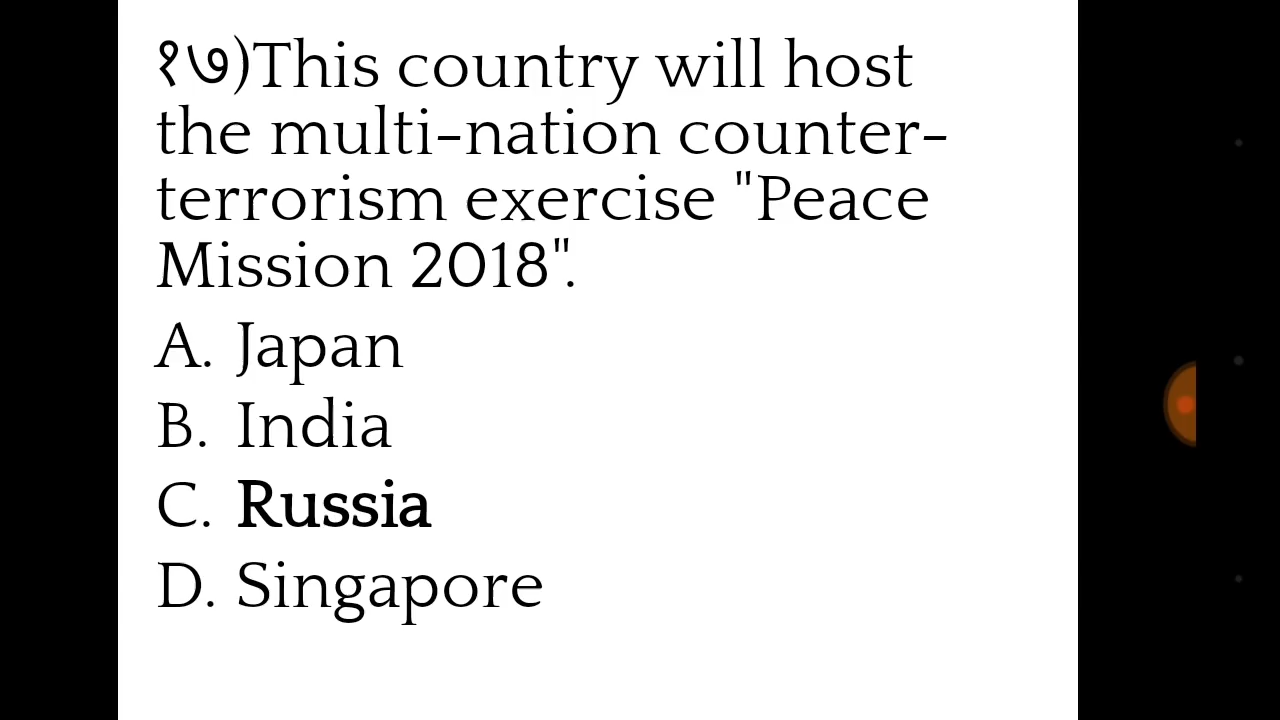 १७)This country will host
the multi-nation counter-
terrorism exercise "Peace
Mission 2018".
A. Japan
B. India
C. Russia
D. Singapore